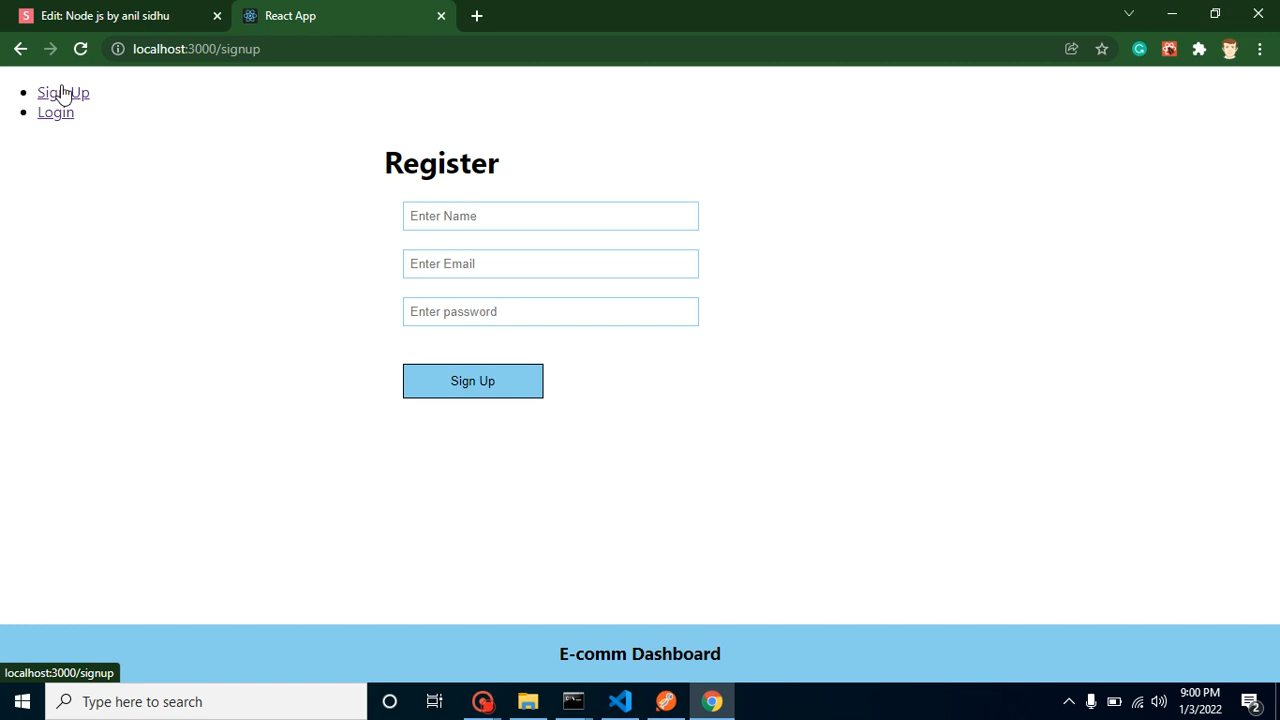 Edit: Node js by anil sidhu
React App
localhost:3000/signup
Sign Up
Login
Register
Enter Name
Enter Email
Enter password
Sign Up
E-comm Dashboard
localhost:3000/signup
Type here to search
9:00 PM
1/3/2022
2